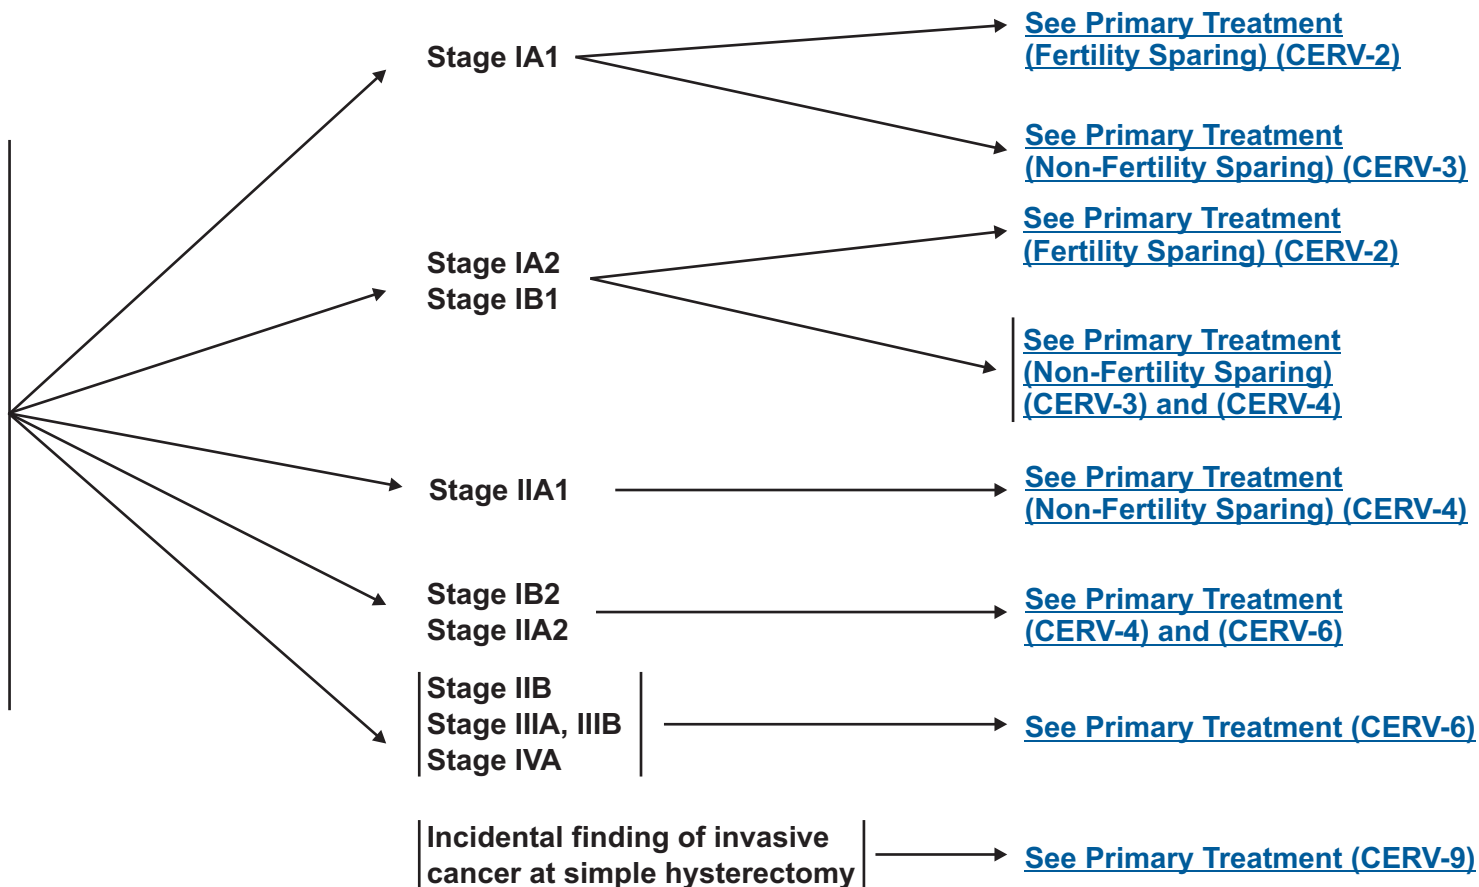 Stage IA1
See Primary Treatment
(Fertility Sparing) (CERV-2)
See Primary Treatment
(Non-Fertility Sparing) (CERV-3)
Stage IA2
Stage IB1
See Primary Treatment
(Fertility Sparing) (CERV-2)
See Primary Treatment
(Non-Fertility Sparing)
(CERV-3) and (CERV-4)
Stage IIA1
See Primary Treatment
(Non-Fertility Sparing) (CERV-4)
Stage IB2
Stage IIA2
See Primary Treatment
(CERV-4) and (CERV-6)
Stage IIB
Stage IIIA, IIIB
Stage IVA
See Primary Treatment (CERV-6)
Incidental finding of invasive
cancer at simple hysterectomy
See Primary Treatment (CERV-9)